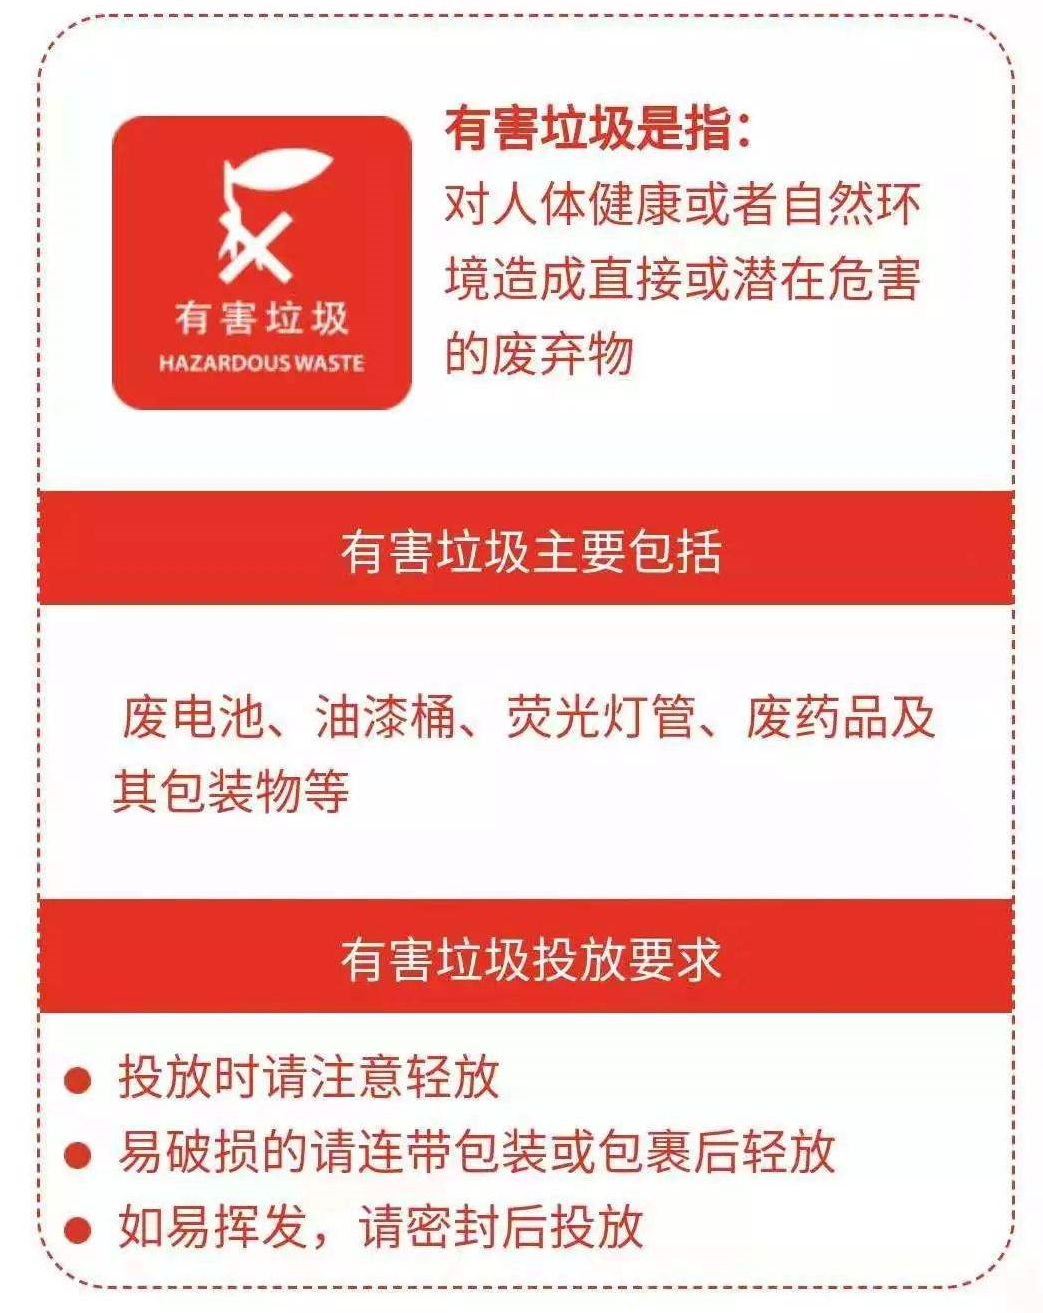 有害垃圾
HAZARDOUS WASTE
有害垃圾是指：
对人体健康或者自然环
境造成直接或潜在危害
的废弃物
有害垃圾主要包括
废电池、油漆桶、荧光灯管、废药品及
其包装物等
有害垃圾投放要求
投放时请注意轻放
易破损的请连带包装或包裹后轻放
如易挥发，请密封后投放